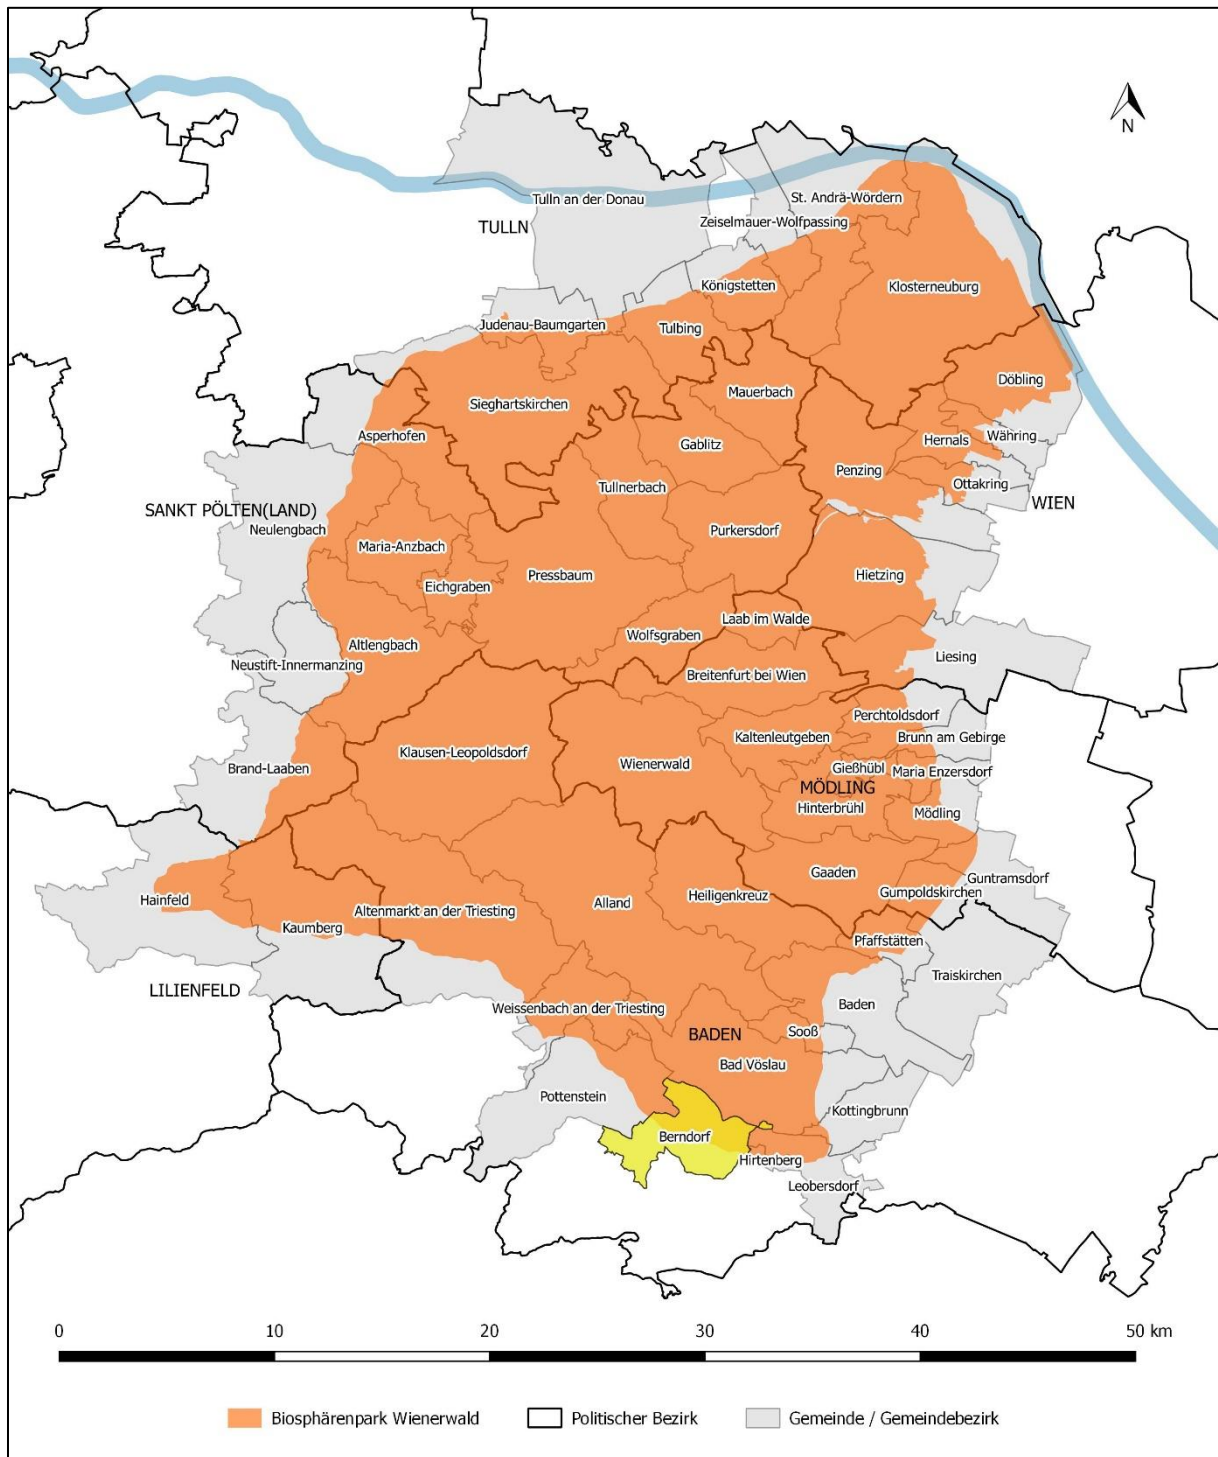 N
Tulln an der Donau
St. Andrä-Wördern
TULLN
Zeiselmauer-Wolfpassing
Königstetten
Klosterneuburg
Judenau-Baumgarten
Tulbing
Döbling
Mauerbach
Sieghartskirchen
Asperhofen
Gablitz
Hernals
Währing
Penzing
Tullnerbach
Ottakring
WIEN
SANKT PÖLTEN(LAND)
Neulengbach
Purkersdorf
Maria-Anzbach
Eichgraben
Pressbaum
Hietzing
Laab im Walde
Wolfsgraben
Altlengbach
Liesing
Neustift-Innermanzing
Breitenfurt bei Wien
Perchtoldsdorf
Kaltenleutgeben
Brunn am Gebirge
Klausen-Leopoldsdorf
Wienerwald
Brand-Laaben
Gießhübl
Maria Enzersdorf
MÖDLING
Hinterbrühl
Mödling
Gaaden
Guntramsdorf
Gumpoldskirchen
Heiligenkreuz
Hainfeld
Alland
Altenmarkt an der Triesting
Kaumberg
Pfaffstätten
Traiskirchen
LILIENFELD
Baden
Weissenbach an der Triesting
BADEN
Sooß
Bad Vöslau
Pottenstein
Kottingbrunn
Berndorf
Hirtenberg
Leobersdorf
0 10 20 30 40 50 km
Biosphärenpark Wienerwald Politischer Bezirk Gemeinde / Gemeindebezirk